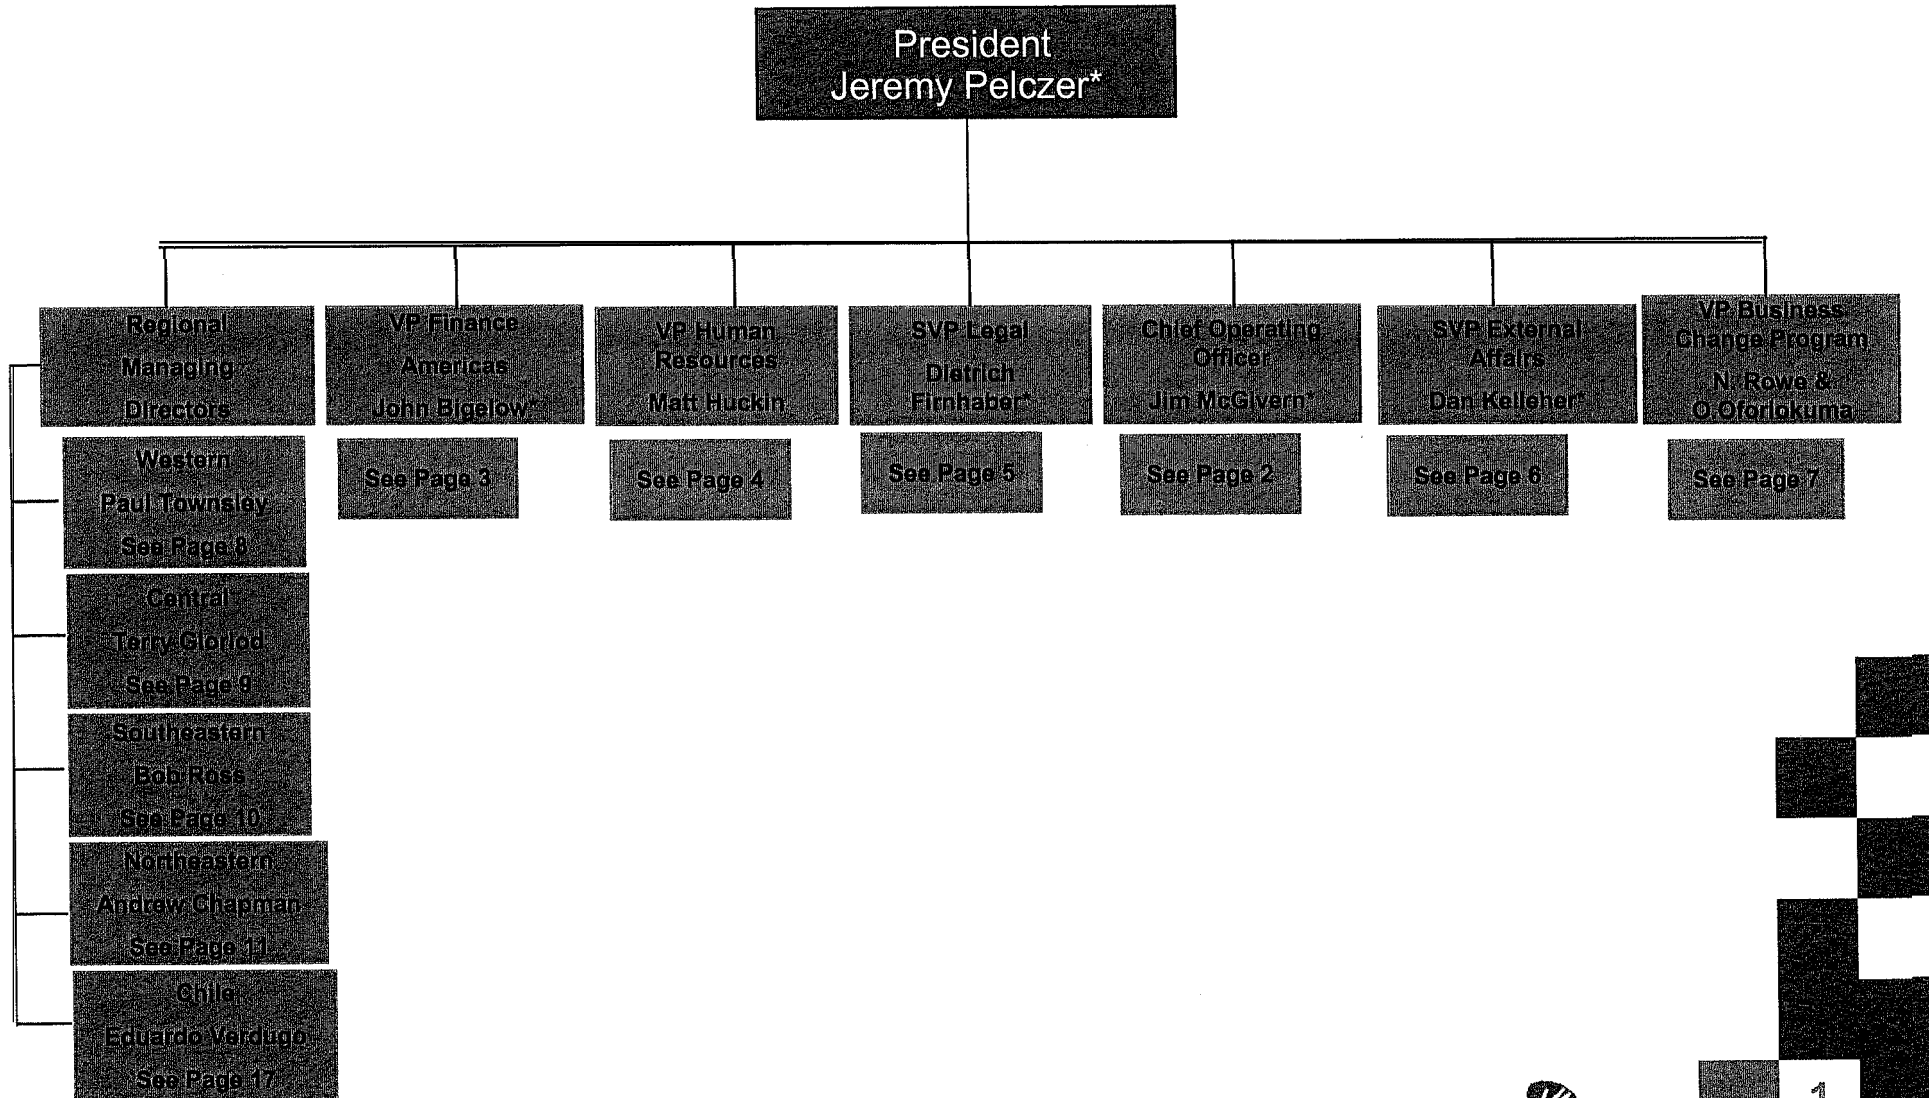 President
Jeremy Pelczer*
Regional
Managing
Directors
VP Finance
Americas
John Bigelow*
VP Human
Resources
Matt Huckin
SVP Legal
Dietrich
Firnhaber*
Chief Operating
Officer
Jim McGivern*
SVP External
Affairs
Dan Kelleher*
VP Business
Change Program
N. Rowe &
O.Oforiokuma
See Page 3
See Page 4
See Page 5
See Page 2
See Page 6
See Page 7
Western
Paul Townsley
See Page 8
Central
Terry Gloriod
See Page 9
Southeastern
Bob Ross
See Page 10
Northeastern
Andrew Chapman
See Page 11
Chile
Eduardo Verdugo
See Page 17
1